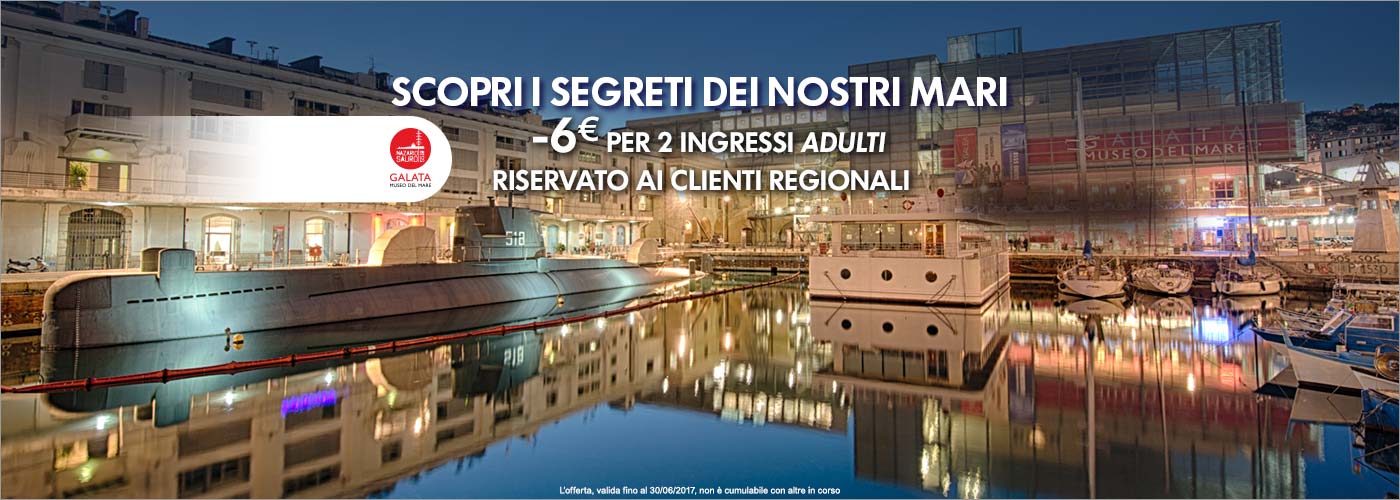 SCOPRI I SEGRETI DEI NOSTRI MARI
-6€ PER 2 INGRESSI ADULTI
RISERVATO AI CLIENTI REGIONALI
NAZARIO
SAURO
GALATA
MUSEO DEL MARE
GALATA
MUSEO DEL MARE
518
L'offerta, valida fino al 30/06/2017, non è cumulabile con altre in corso